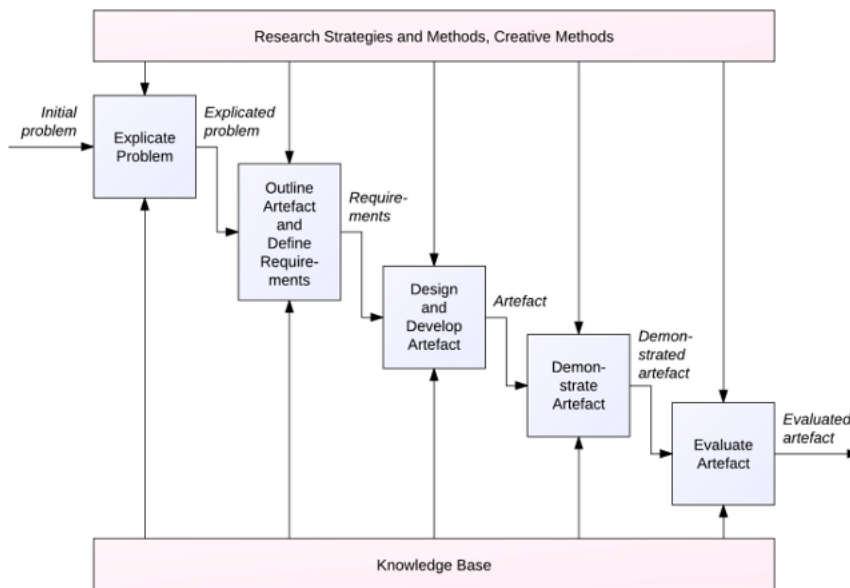 Research Strategies and Methods, Creative Methods
Initial
problem
Explicate
Problem
Explicated
problem
Outline
Artefact
and
Define
Require-
ments
Require-
ments
Design
and
Develop
Artefact
Artefact
Demon-
strate
Artefact
Demon-
strated
artefact
Evaluate
Artefact
Evaluated
artefact
Knowledge Base